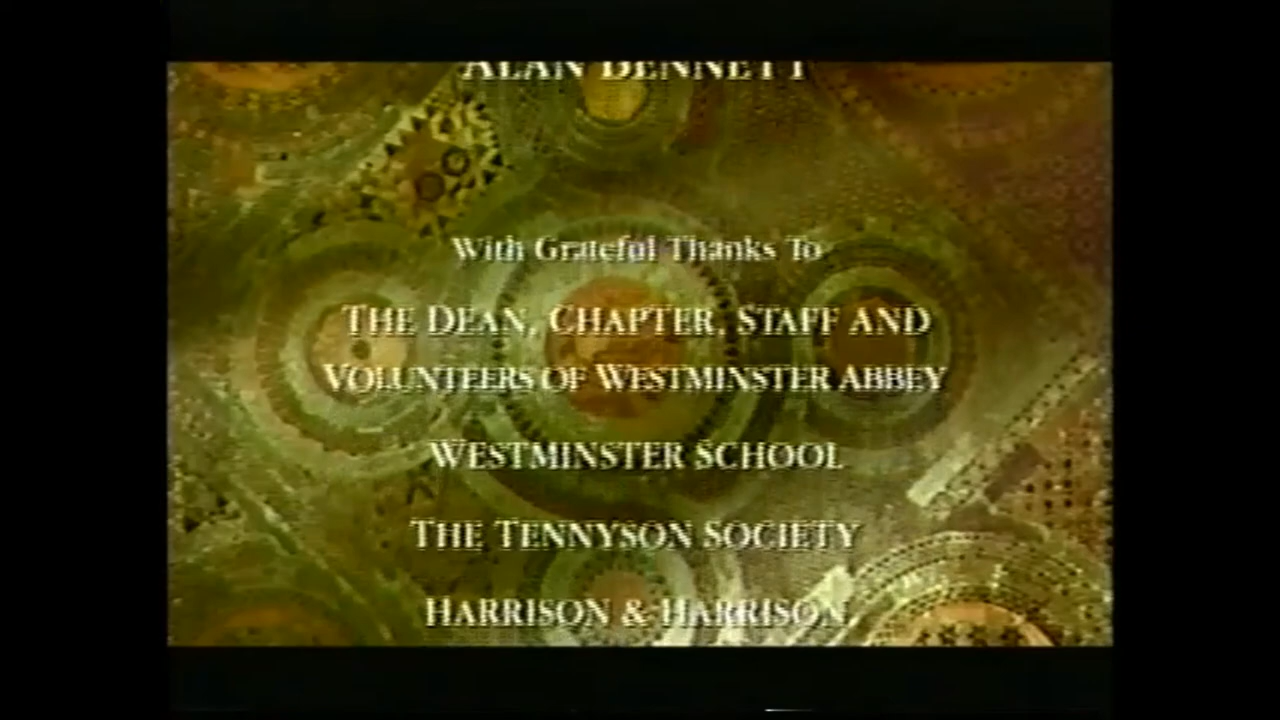 ALAN BENNETT
With Grateful Thanks To
THE DEAN, CHAPTER, STAFF AND
VOLUNTEERS OF WESTMINSTER ABBEY
WESTMINSTER SCHOOL
THE TENNYSON SOCIETY
HARRISON & HARRISON